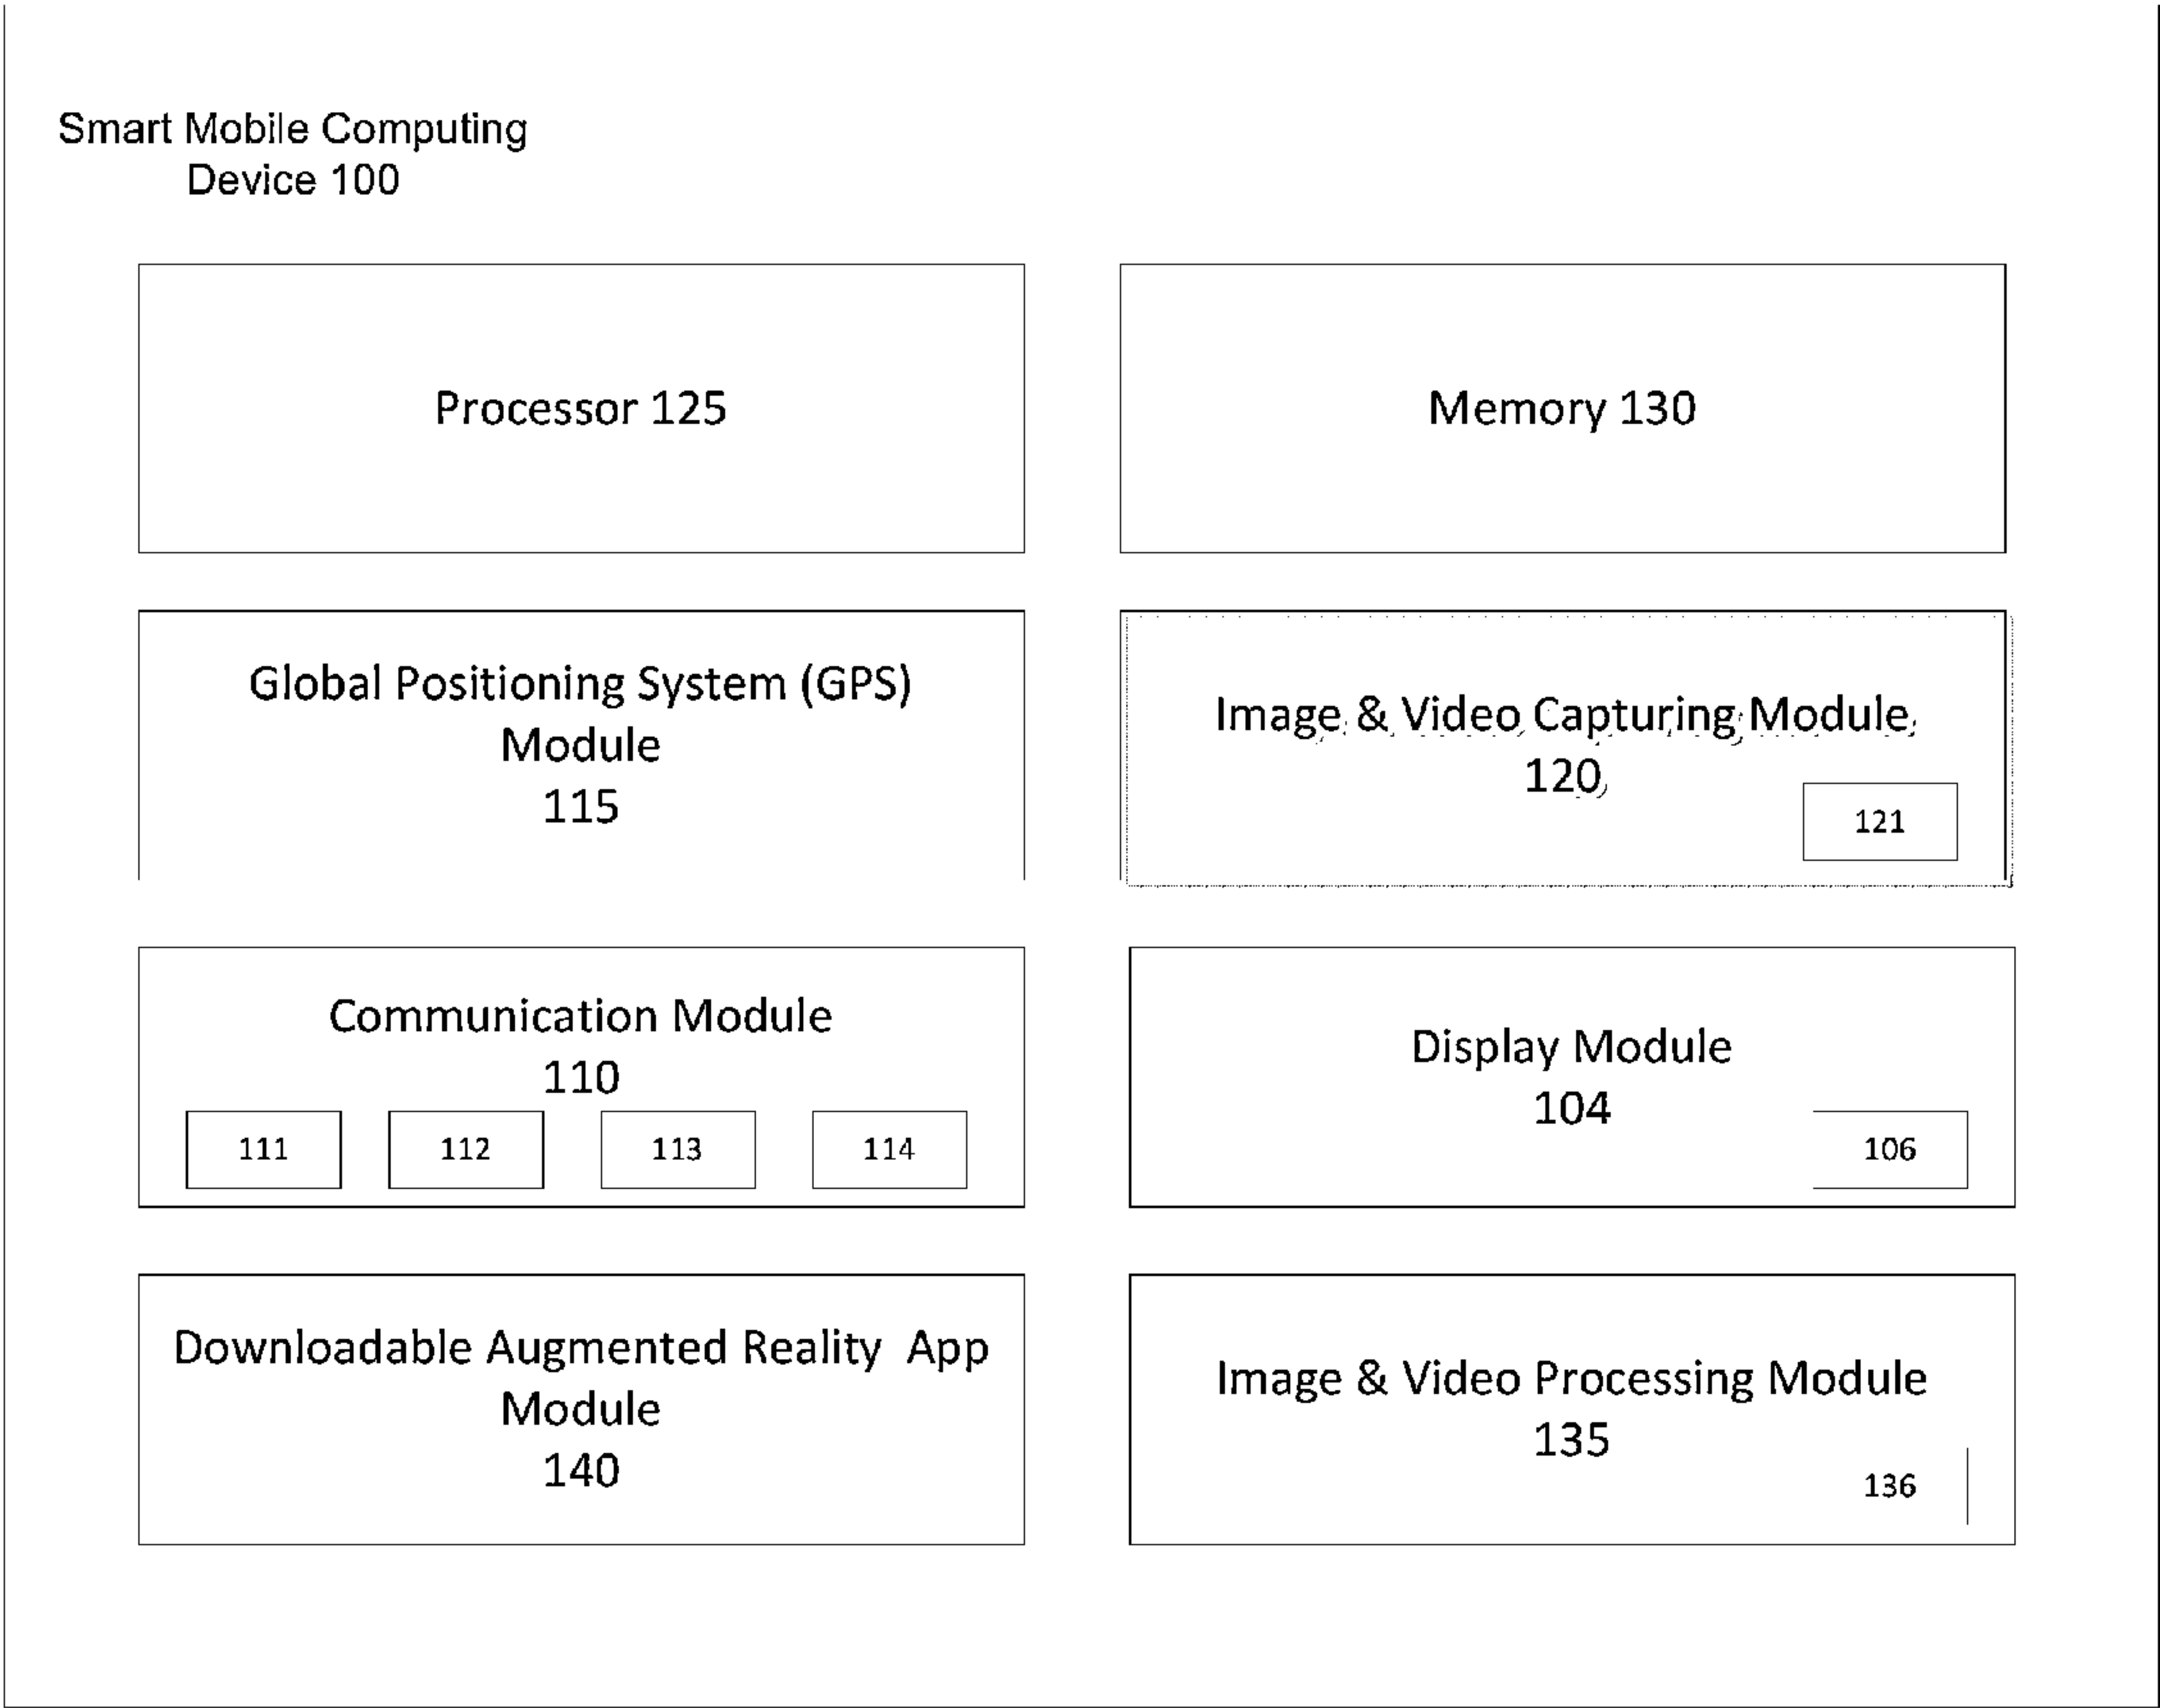 Smart Mobile Computing
Device 100
Processor 125
Memory 130
Global Positioning System (GPS)
Module
115
Image & Video Capturing Module
120
121
Communication Module
110
111
112
113
114
Display Module
104
106
Downloadable Augmented Reality App
Module
140
Image & Video Processing Module
135
136